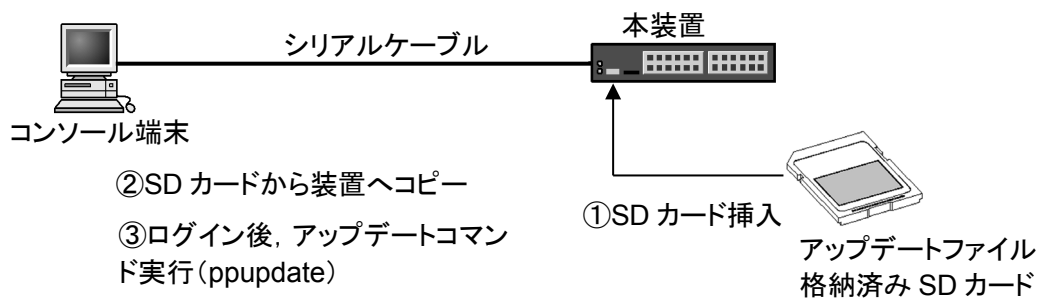 本装置
シリアルケーブル
コンソール端末
②SD カードから装置へコピー
①SD カード挿入
③ログイン後，アップデートコマン
ド実行（ppupdate）
アップデートファイル
格納済み SD カード